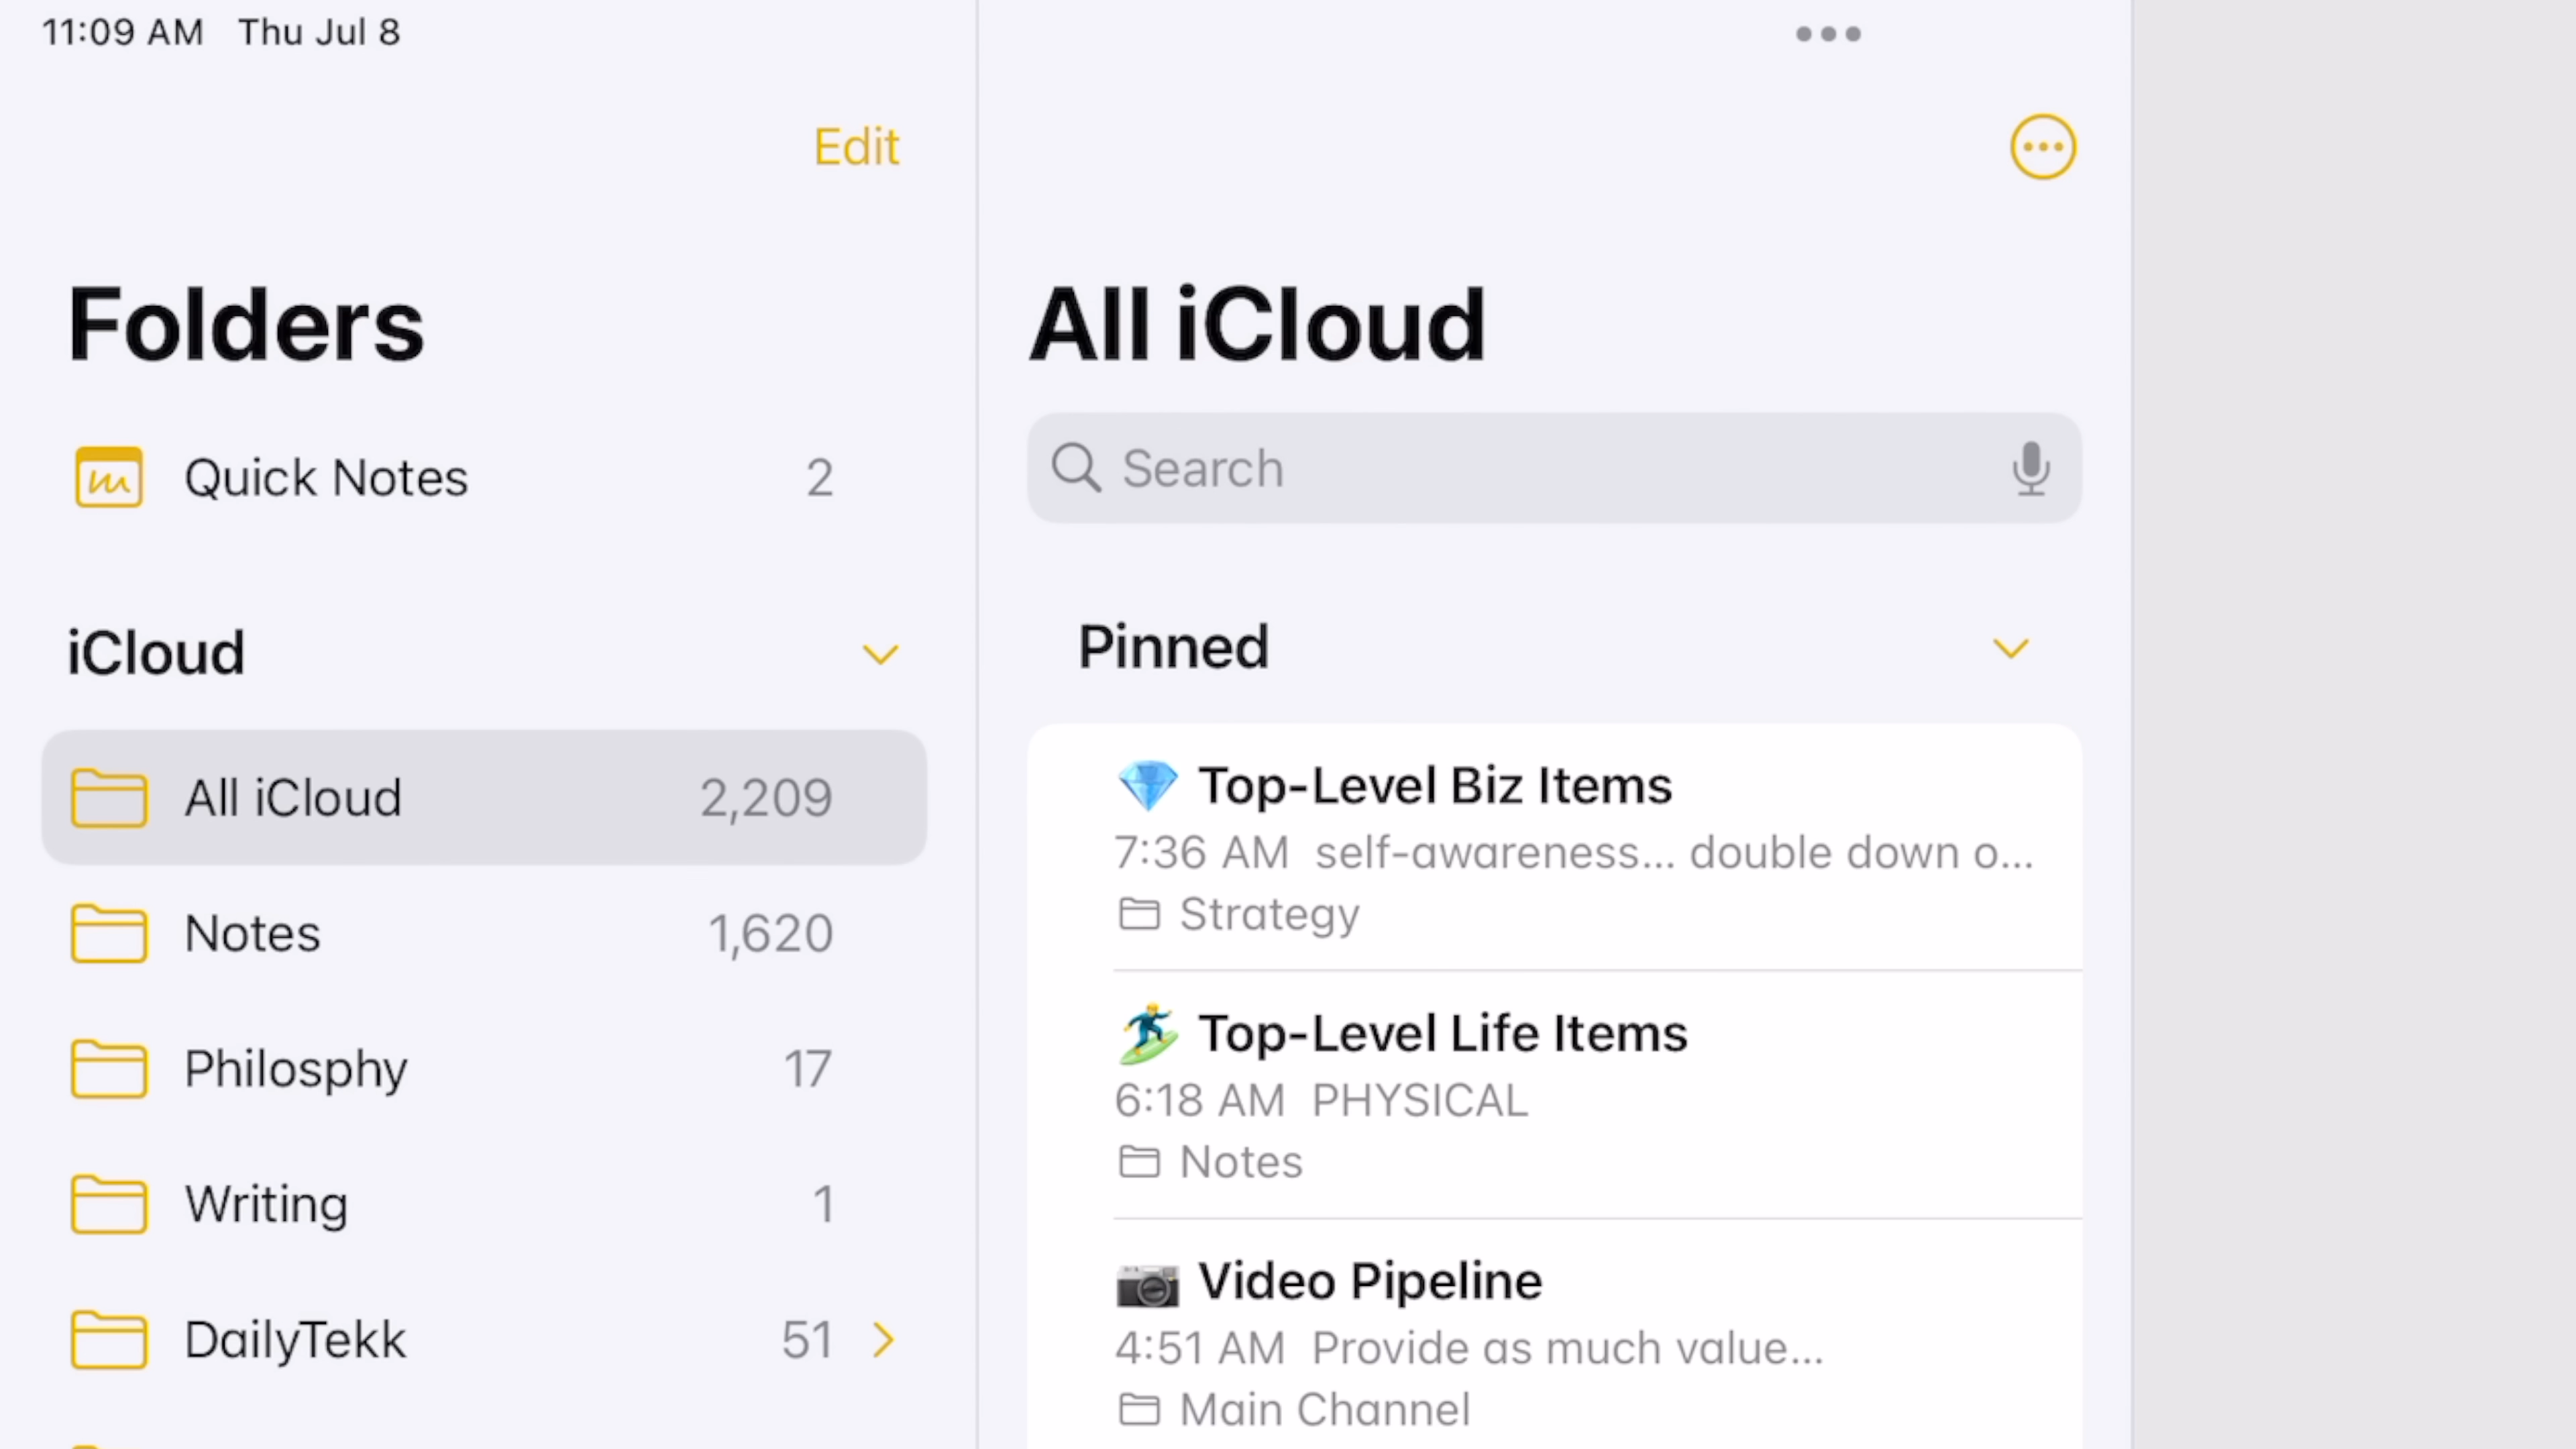 11:09 AM Thu Jul 8
Edit
Folders
Quick Notes 2
iCloud
All iCloud 2,209
Notes 1,620
Philosphy 17
Writing 1
DailyTekk 51
All iCloud
Search
Pinned
Top-Level Biz Items
7:36 AM self-awareness... double down o...
Strategy
Top-Level Life Items
6:18 AM PHYSICAL
Notes
Video Pipeline
4:51 AM Provide as much value...
Main Channel